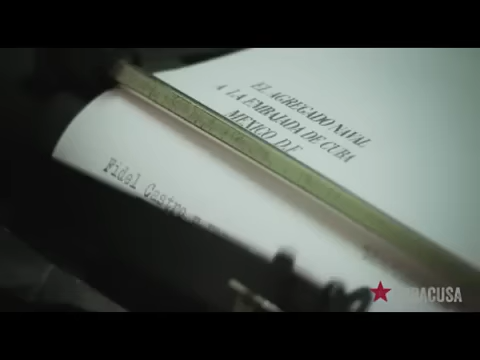 EL AGREGADO NAVAL
A LA EMBAJADA DE CUBA
MEXICO D.F
Fidel Castro